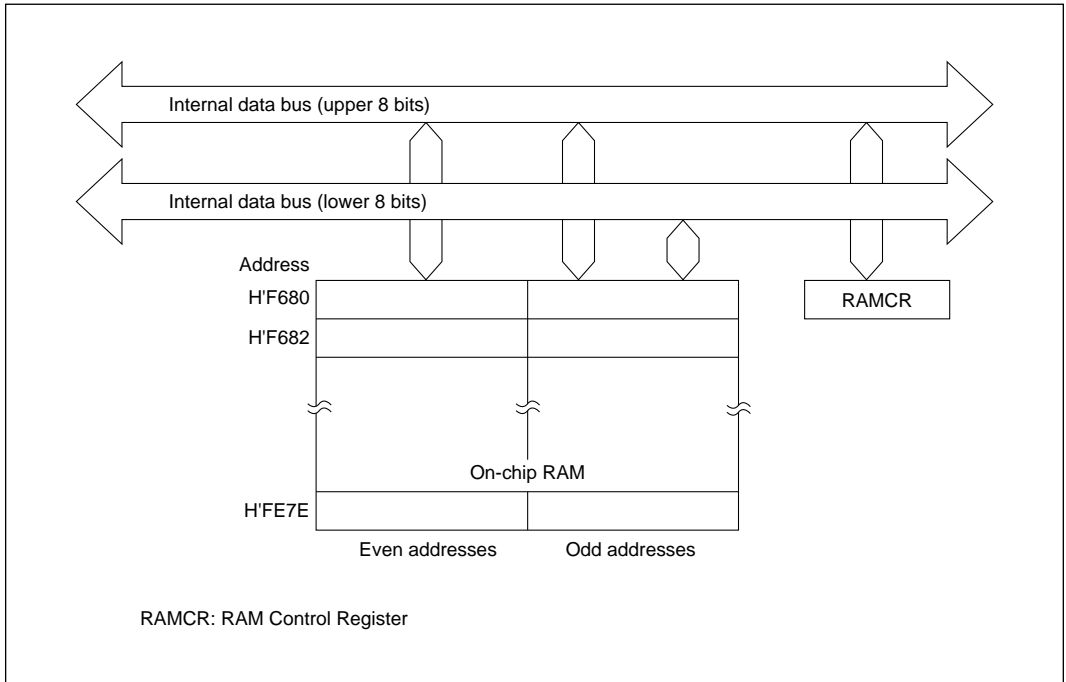 Internal data bus (upper 8 bits)
Internal data bus (lower 8 bits)
Address
H'F680
RAMCR
H'F682
On-chip RAM
H'FE7E
Even addresses
Odd addresses
RAMCR: RAM Control Register